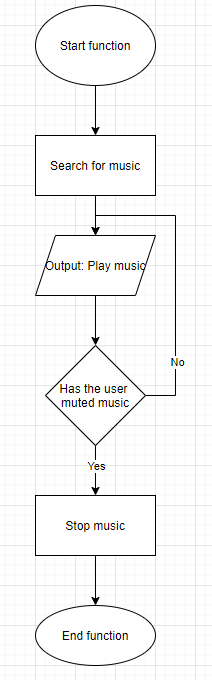 Start function
Search for music
Output: Play music
No
Has the user
muted music
Yes
Stop music
End function